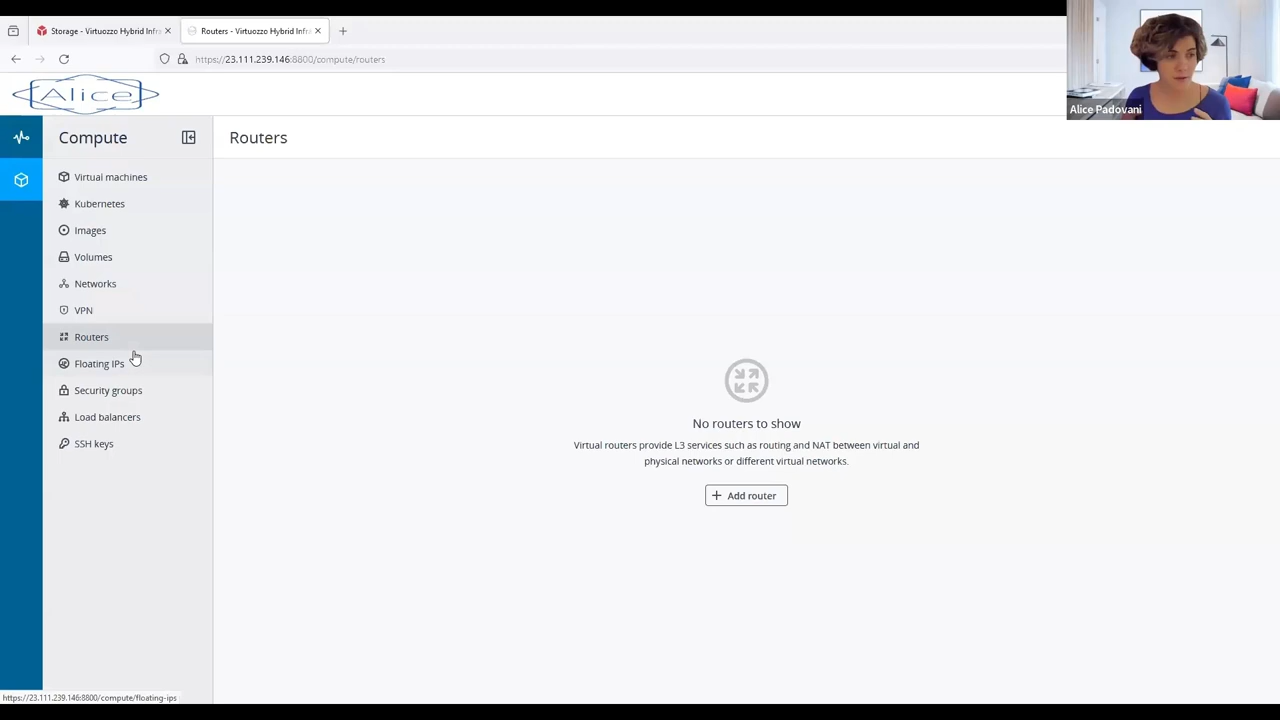 Storage - Virtuozzo Hybrid Infra
Routers - Virtuozzo Hybrid Infra
https://23.111.239.146:8800/compute/routers
Alice
Alice Padovani
Compute
Routers
Virtual machines
Kubernetes
Images
Volumes
Networks
VPN
Routers
Floating IPs
Security groups
Load balancers
SSH keys
No routers to show
Virtual routers provide L3 services such as routing and NAT between virtual and
physical networks or different virtual networks.
Add router
https://23.111.239.146:8800/compute/floating-ips